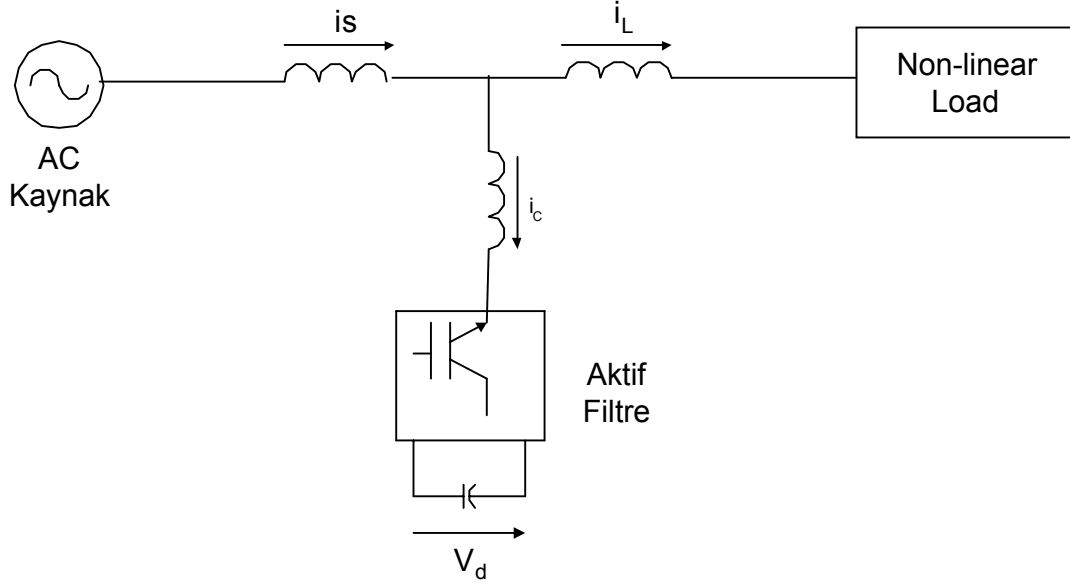 is
i_L
Non-linear
Load
AC
Kaynak
i_c
Aktif
Filtre
V_d